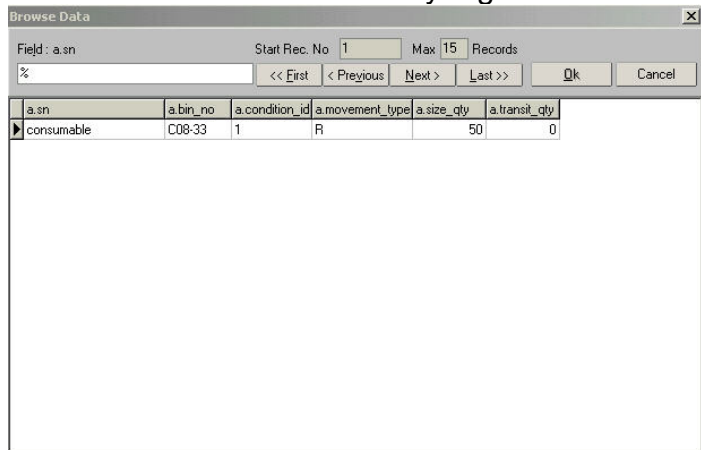 Browse Data
Field : a.sn Start Rec. No 1 Max 15 Records
% << First < Previous Next > Last >> Ok Cancel
a.sn a.bin_no a.condition_id a.movement_type a.size_qty a.transit_qty
consumable C08-33 1 R 50 0